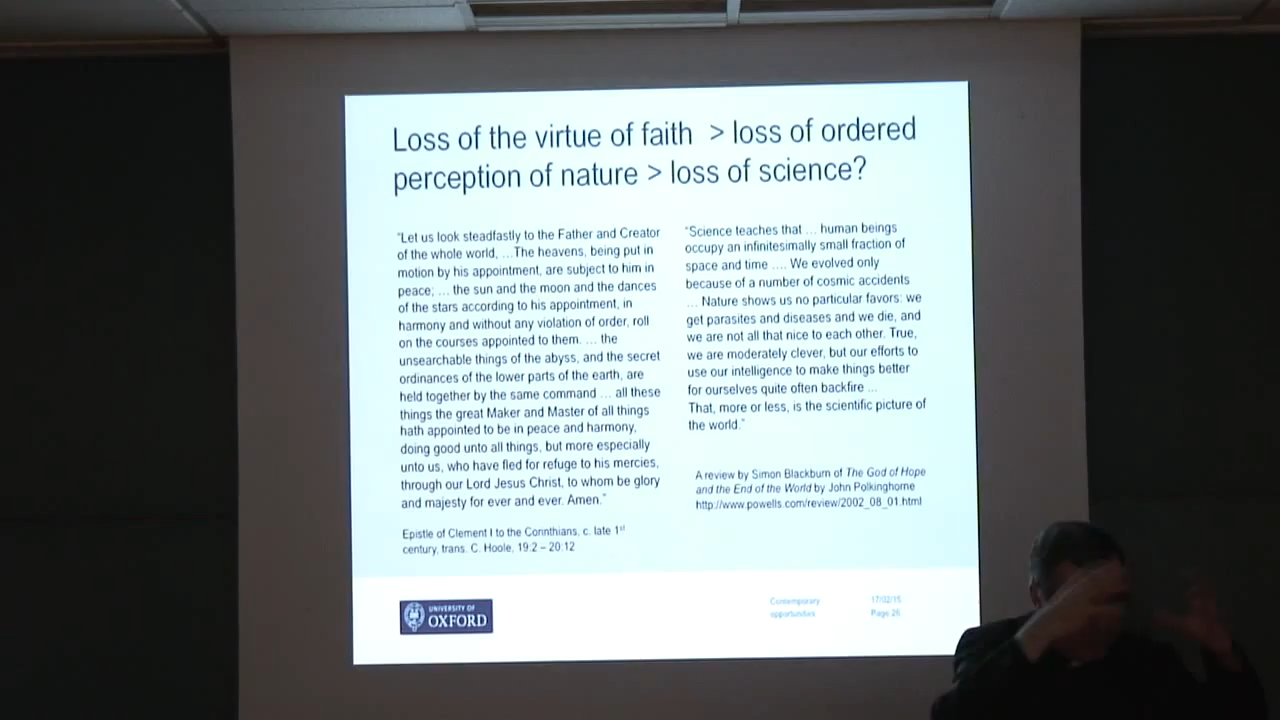 Loss of the virtue of faith > loss of ordered
perception of nature > loss of science?
"Let us look steadfastly to the Father and Creator
of the whole world, ...The heavens, being put in
motion by his appointment, are subject to him in
peace; ... the sun and the moon and the dances
of the stars according to his appointment, in
harmony and without any violation of order, roll
on the courses appointed to them. ... the
unsearchable things of the abyss, and the secret
ordinances of the lower parts of the earth, are
held together by the same command ... all these
things the great Maker and Master of all things
hath appointed to be in peace and harmony,
doing good unto all things, but more especially
unto us, who have fled for refuge to his mercies,
through our Lord Jesus Christ, to whom be glory
and majesty for ever and ever. Amen."
Epistle of Clement I to the Corinthians, c. late 1st
century, trans. C. Hoole, 19:2 – 20:12
"Science teaches that ... human beings
occupy an infinitesimally small fraction of
space and time .... We evolved only
because of a number of cosmic accidents
... Nature shows us no particular favors: we
get parasites and diseases and we die, and
we are not all that nice to each other. True,
we are moderately clever, but our efforts to
use our intelligence to make things better
for ourselves quite often backfire ...
That, more or less, is the scientific picture of
the world."
A review by Simon Blackburn of The God of Hope
and the End of the World by John Polkinghorne
http://www.powells.com/review/2002_08_01.html
UNIVERSITY OF
OXFORD
Contemporary
opportunities
17/02/15
Page 26